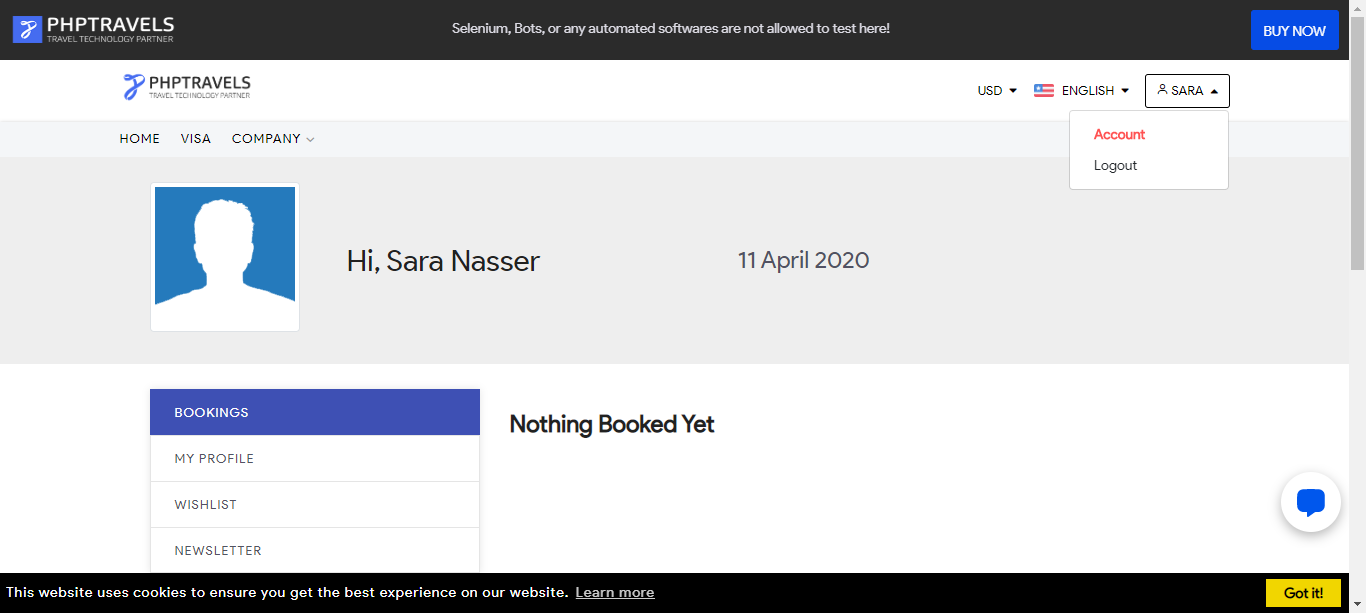 PHPTRAVELS
TRAVEL TECHNOLOGY PARTNER
Selenium, Bots, or any automated softwares are not allowed to test here!
BUY NOW
PHPTRAVELS
TRAVEL TECHNOLOGY PARTNER
USD
ENGLISH
SARA
Account
Logout
HOME VISA COMPANY
Hi, Sara Nasser
11 April 2020
BOOKINGS
MY PROFILE
WISHLIST
NEWSLETTER
Nothing Booked Yet
This website uses cookies to ensure you get the best experience on our website. Learn more
Got it!